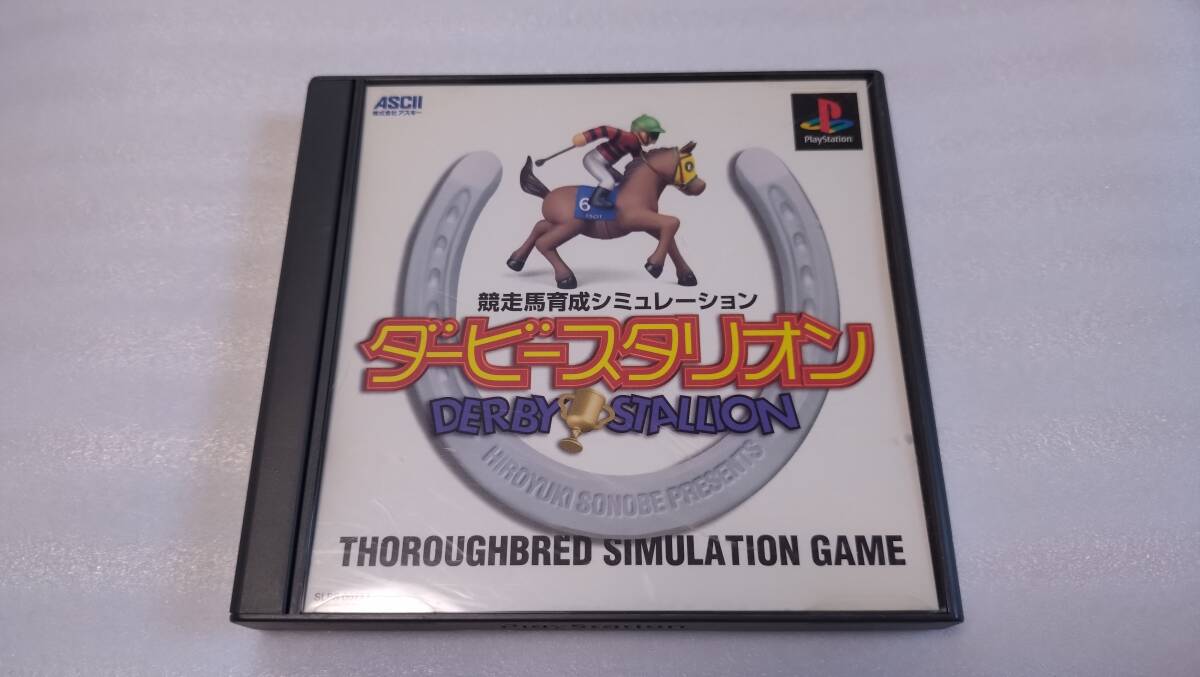 ASCII
株式会社アスキー
PlayStation
6
競走馬育成シミュレーション
ダービースタリオン
DERBY STALLION
HIROYUKI SONOBE PRESENTS
THOROUGHBRED SIMULATION GAME
PlayStation